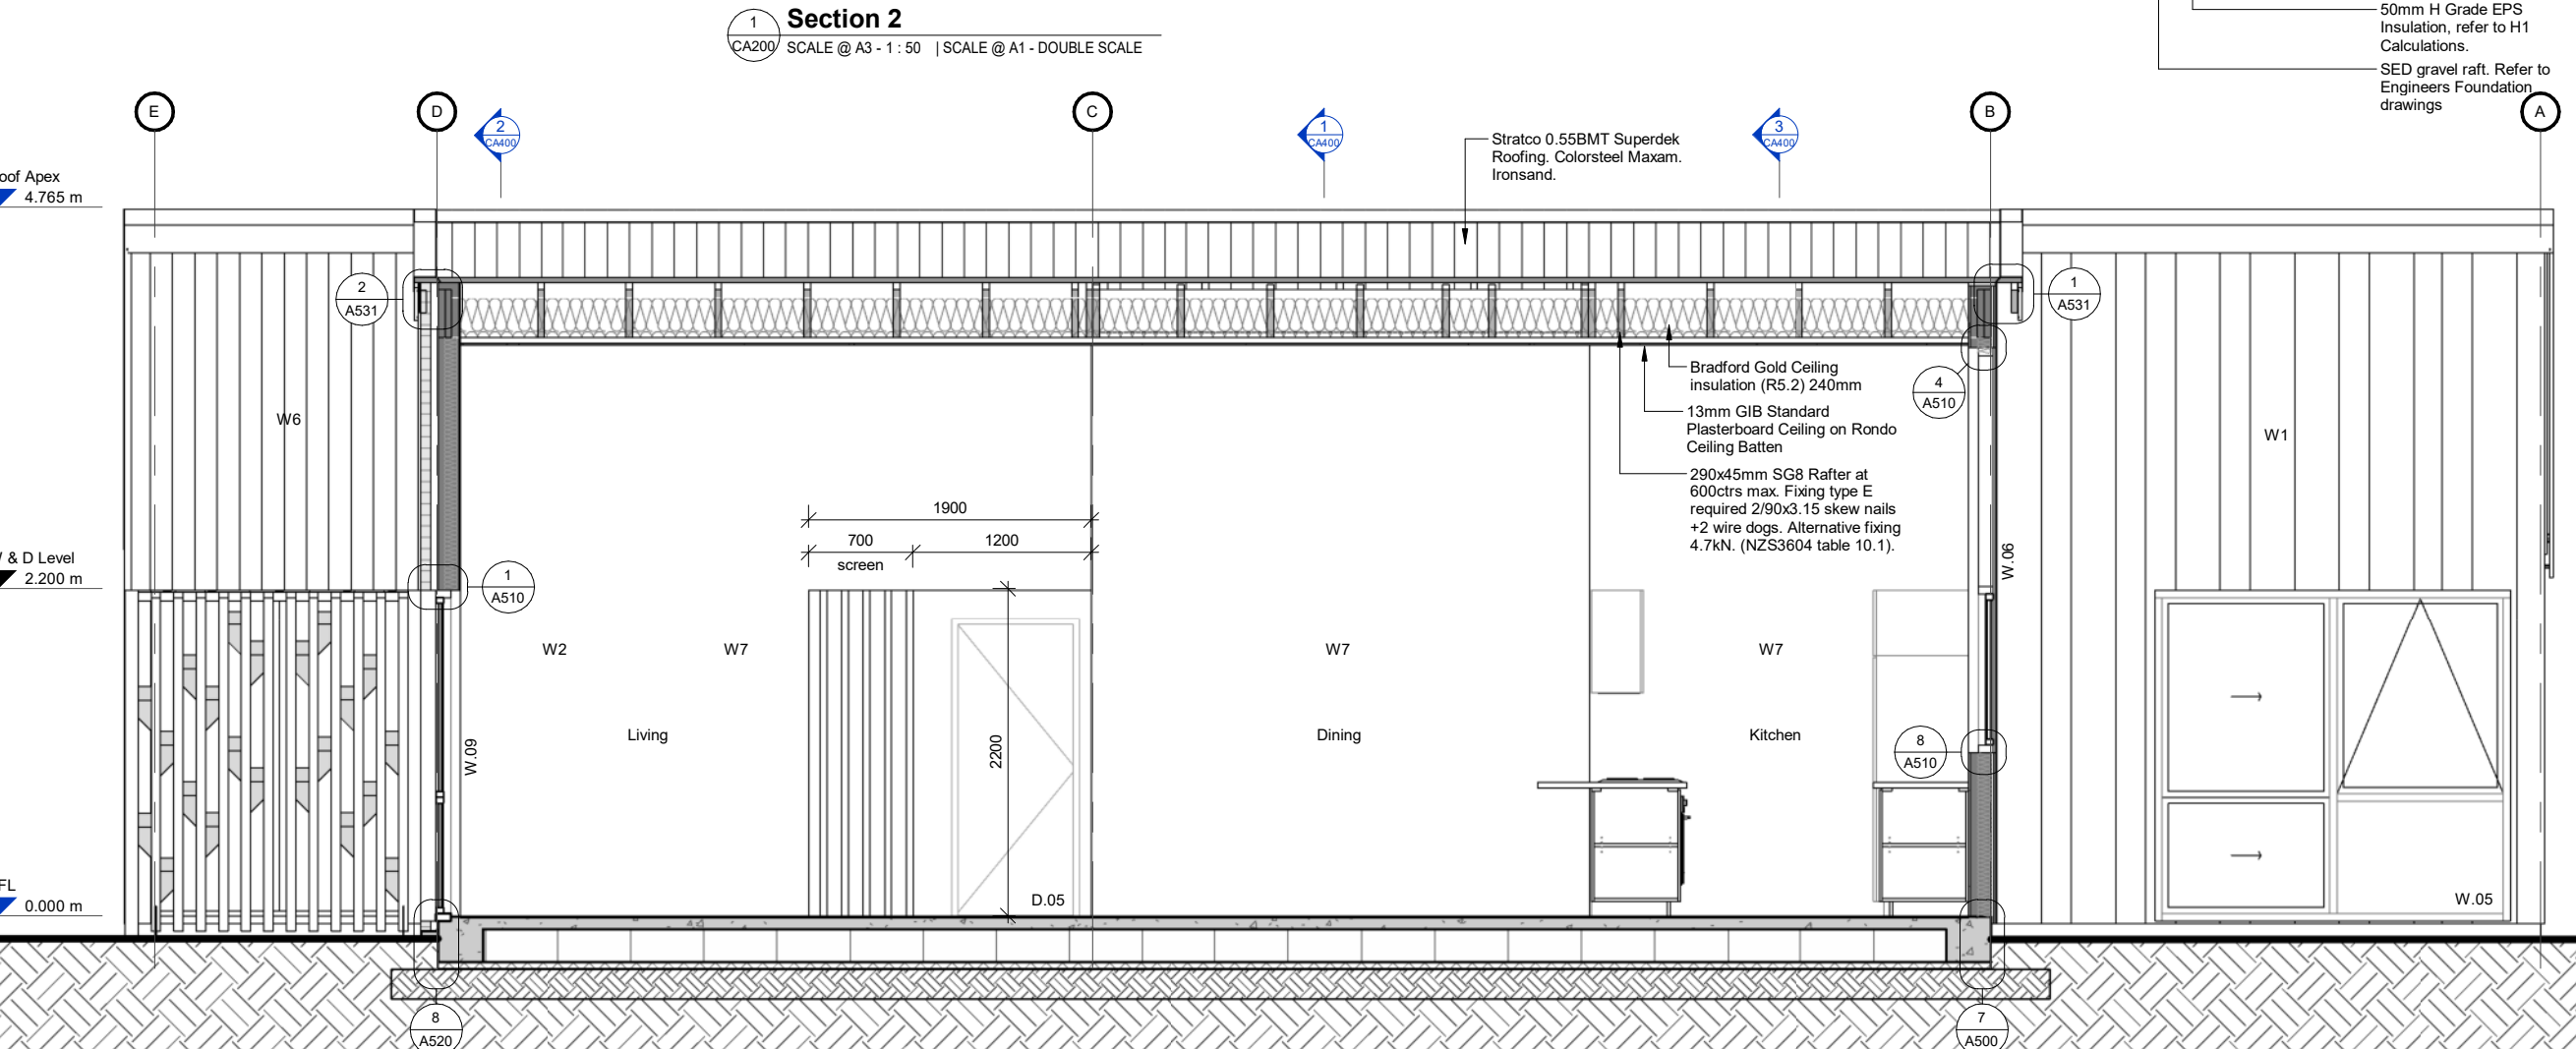 1
CA200
Section 2
SCALE @ A3 - 1 : 50 | SCALE @ A1 - DOUBLE SCALE
50mm H Grade EPS
Insulation, refer to H1
Calculations.
SED gravel raft. Refer to
Engineers Foundation
drawings
E
D
C
B
A
2
CA400
1
CA400
3
CA400
Stratco 0.55BMT Superdek
Roofing. Colorsteel Maxam.
Ironsand.
oof Apex
4.765 m
2
A531
1
A531
Bradford Gold Ceiling
insulation (R5.2) 240mm
13mm GIB Standard
Plasterboard Ceiling on Rondo
Ceiling Batten
290x45mm SG8 Rafter at
600ctrs max. Fixing type E
required 2/90x3.15 skew nails
+2 wire dogs. Alternative fixing
4.7kN. (NZS3604 table 10.1).
4
A510
W6
W1
1900
700
1200
screen
& D Level
2.200 m
1
A510
W.06
W2
W7
W7
W7
Living
Dining
Kitchen
W.09
2200
8
A510
D.05
W.05
FL
0.000 m
8
A520
7
A500